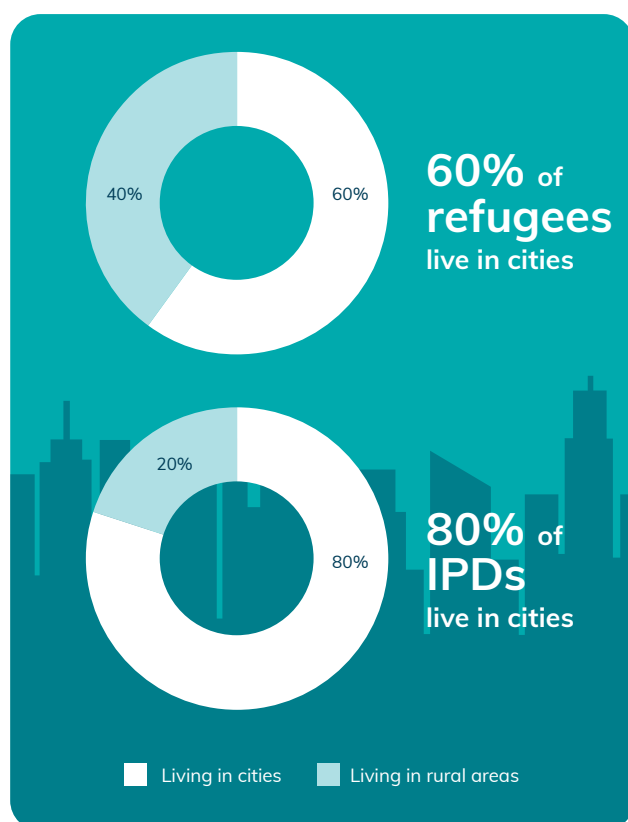 40%
60%
60% of
refugees
live in cities
20%
80%
80% of
IPDs
live in cities
Living in cities
Living in rural areas